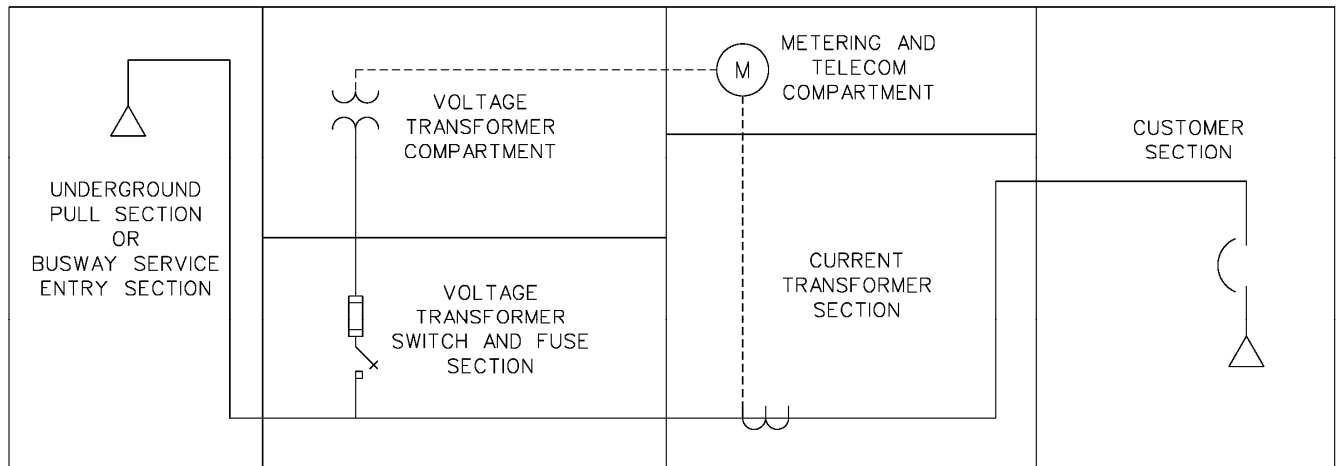 UNDERGROUND
PULL SECTION
OR
BUSWAY SERVICE
ENTRY SECTION
VOLTAGE
TRANSFORMER
COMPARTMENT
VOLTAGE
TRANSFORMER
SWITCH AND FUSE
SECTION
M
METERING AND
TELECOM
COMPARTMENT
CURRENT
TRANSFORMER
SECTION
CUSTOMER
SECTION